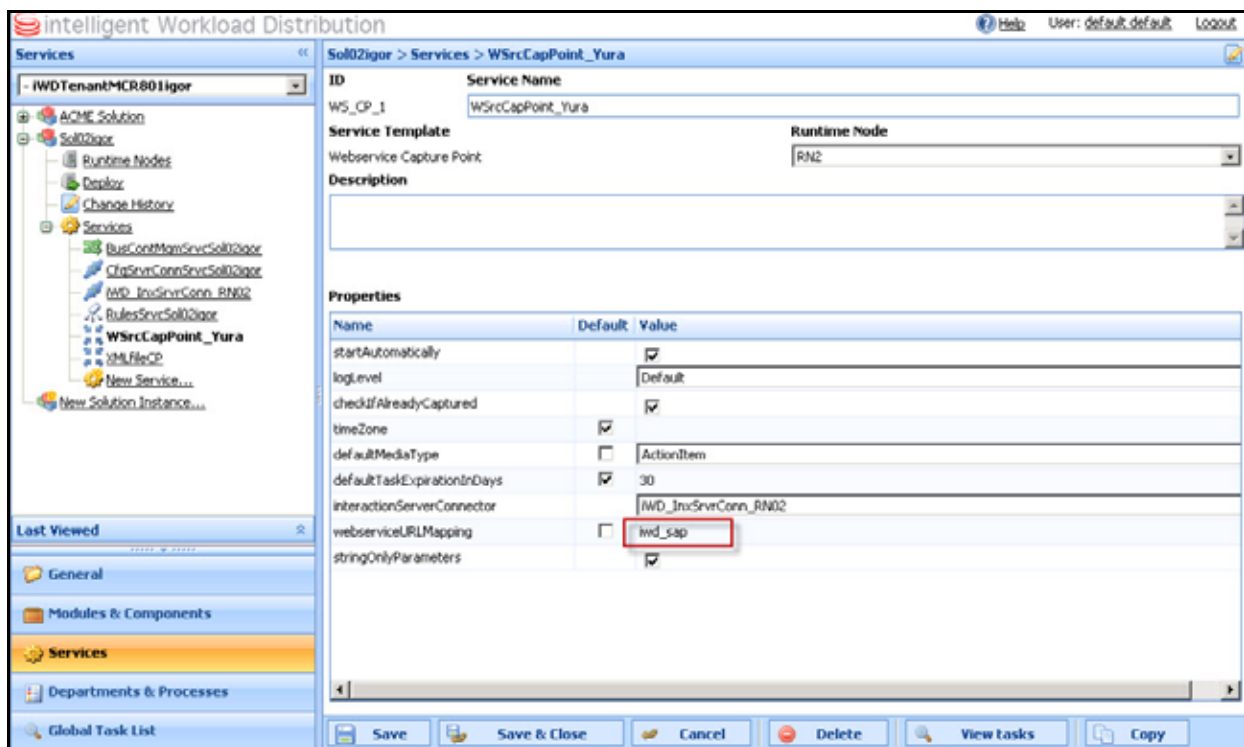 intelligent Workload Distribution
Help User: default default Logout
Services
- iWDTenantMCR801igor
ACME Solution
Sol02igor
Runtime Nodes
Deploy
Change History
Services
BusContMgmSrvcSol02igor
CfgSrvrConnSrvcSol02igor
iWD_InxSrvrConn_RN02
RulesSrvcSol02igor
WSrcCapPoint_Yura
XMLfileCP
New Service...
New Solution Instance...
Last Viewed
General
Modules & Components
Services
Departments & Processes
Global Task List
Sol02igor > Services > WSrcCapPoint_Yura
ID Service Name
WS_CP_1 WSrcCapPoint_Yura
Service Template Runtime Node
Webservice Capture Point RN2
Description
Properties
Name Default Value
startAutomatically
logLevel Default
checkIfAlreadyCaptured
timeZone
defaultMediaType ActionItem
defaultTaskExpirationInDays 30
interactionServerConnector iWD_InxSrvrConn_RN02
webserviceURLMapping iwd_sap
stringOnlyParameters
Save Save & Close Cancel Delete View tasks Copy